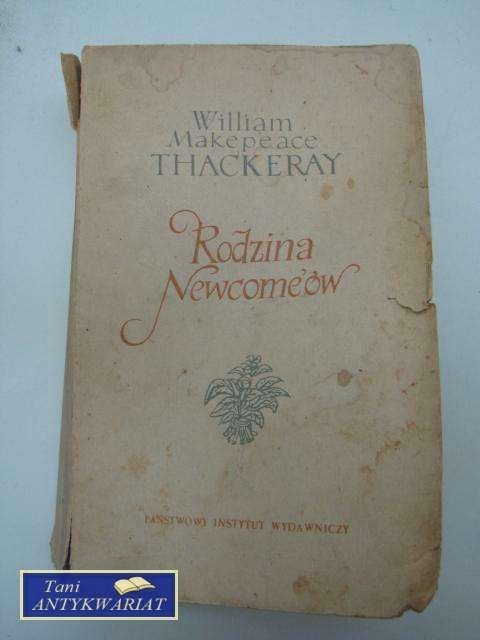 William
Makepeace
THACKERAY
Rodzina
Newcome'ów
PAŃSTWOWY INSTYTUT WYDAWNICZY
Tani
ANTYKWARIAT